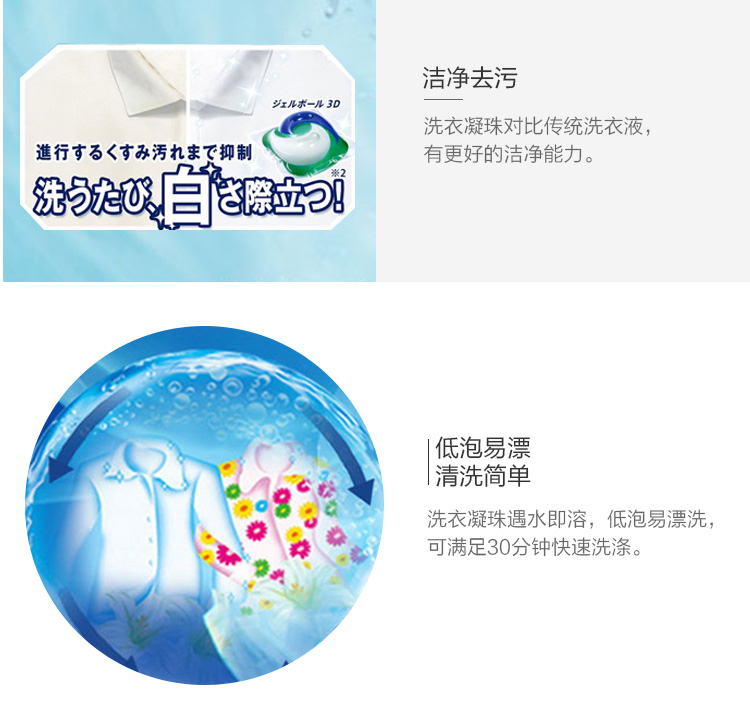 ジェルボール 3D
進行するくすみ汚れまで抑制
※2
洗うたび、白さ際立つ!
洁净去污
洗衣凝珠对比传统洗衣液，
有更好的洁净能力。
低泡易漂
清洗简单
洗衣凝珠遇水即溶，低泡易漂洗，
可满足30分钟快速洗涤。